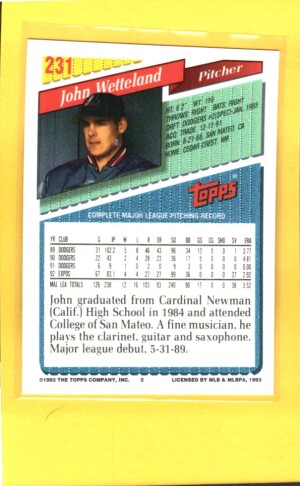 231
John Wetteland
Pitcher
HT: 6'2" WT: 195
THROWS: RIGHT BATS: RIGHT
DRFT: DODGERS #2(SPEC)-JAN, 1985
ACQ: TRADE, 12-11-91
BORN: 8-21-66, SAN MATEO, CA
HOME: CEDAR CREST, NM
TOPPS
COMPLETE MAJOR LEAGUE PITCHING RECORD
YR CLUB G IP W L R ER SO BB GS CG SHO SV ERA
89 DODGERS 31 102.2 5 8 46 43 96 34 12 0 0 1 3.77
90 DODGERS 22 43 2 4 28 23 36 17 5 0 0 0 4.81
91 DODGERS 6 9 1 0 2 0 9 3 0 0 0 0 0.00
92 EXPOS 67 83.1 4 4 27 27 99 36 0 0 0 37 2.92
MAJ LEA TOTALS 126 238 12 16 103 93 240 90 17 0 0 38 3.52
John graduated from Cardinal Newman
(Calif.) High School in 1984 and attended
College of San Mateo. A fine musician, he
plays the clarinet, guitar and saxophone.
Major league debut, 5-31-89.
©1993 THE TOPPS COMPANY, INC. LICENSED BY MLB & MLBPA, 1993